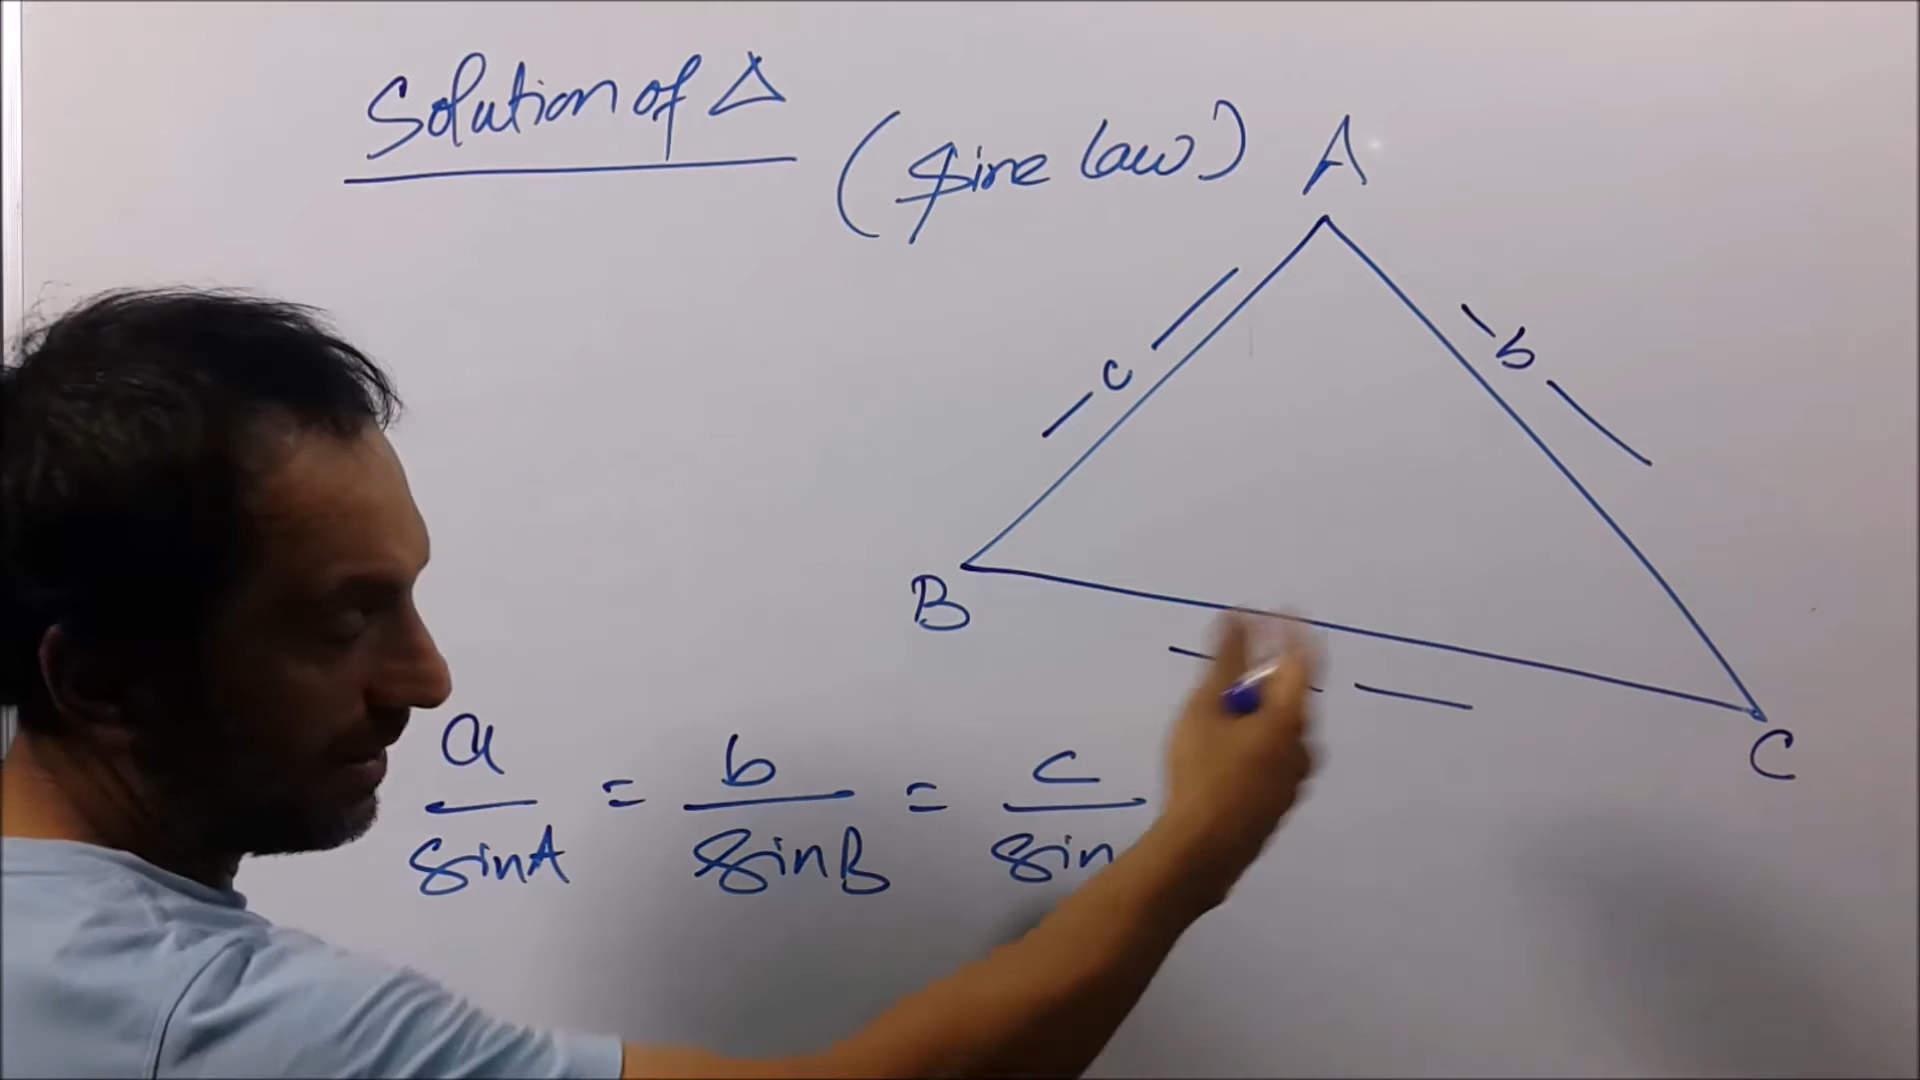 Solution of Δ
(Sine law)
A
c
b
B
C
a/sinA = b/sinB = c/sin